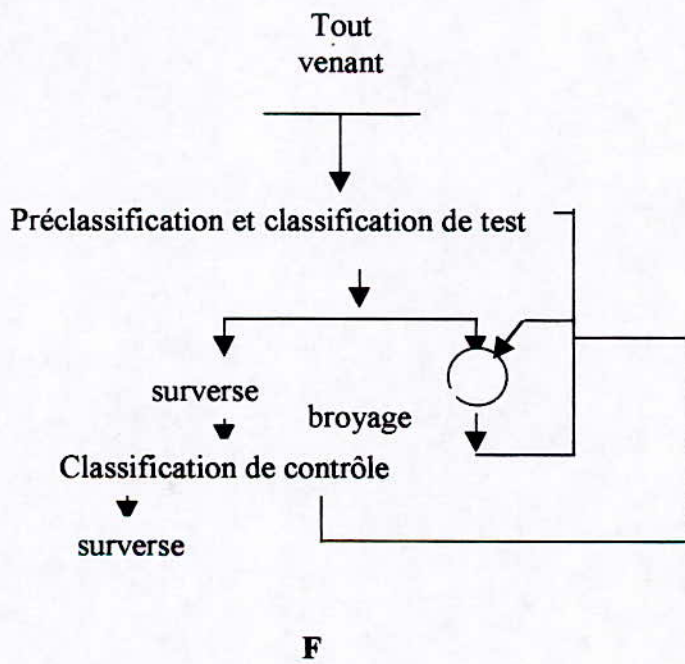 Tout
venant
Préclassification et classification de test
surverse
broyage
Classification de contrôle
surverse
F